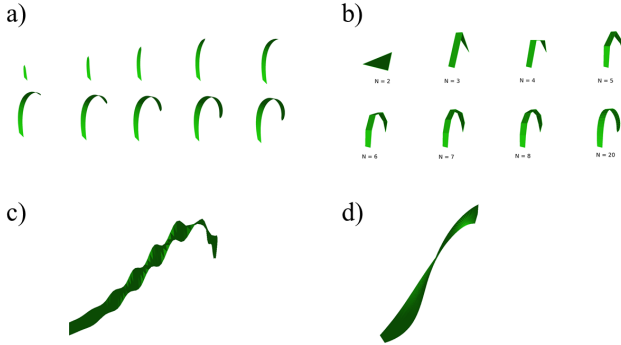 a)
b)
N = 2
N = 3
N = 4
N = 5
N = 6
N = 7
N = 8
N = 20
c)
d)